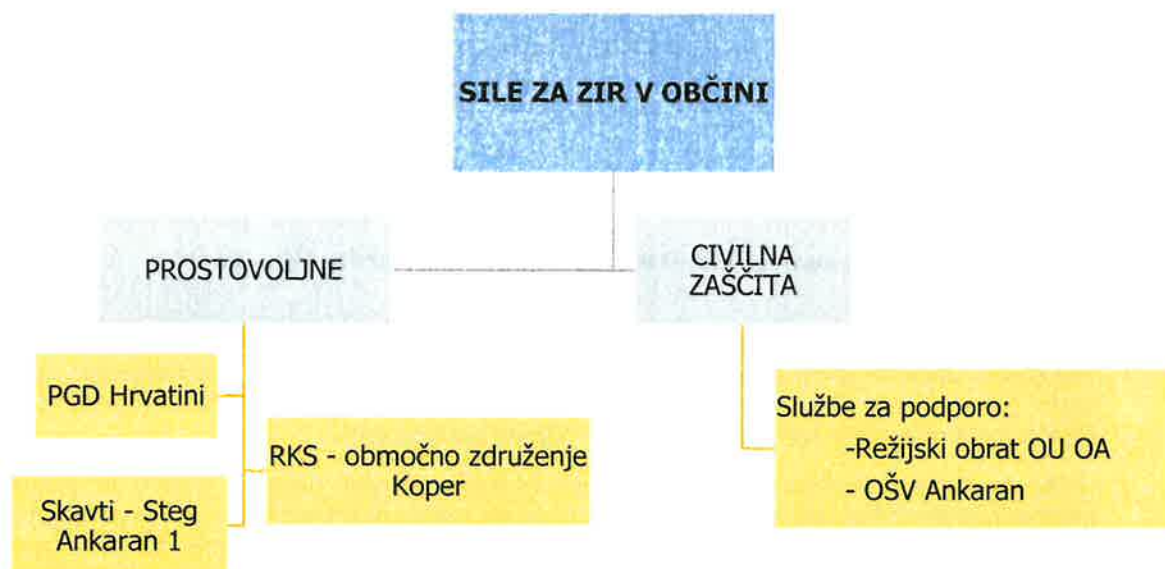 SILE ZA ZIR V OBČINI
PROSTOVOLJNE
CIVILNA
ZAŠČITA
PGD Hrvatini
RKS - območno združenje
Koper
Skavti - Steg
Ankaran 1
Službe za podporo:
-Režijski obrat OU OA
- OŠV Ankaran